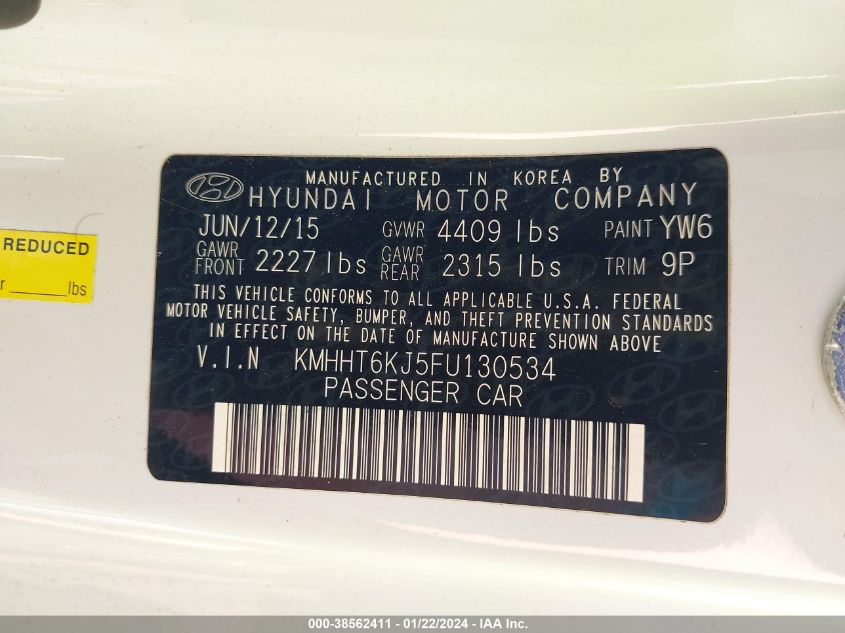 REDUCED
lbs
MANUFACTURED IN KOREA BY
HYUNDAI MOTOR COMPANY
JUN/12/15 GVWR 4409 lbs PAINT YW6
GAWR FRONT 2227 lbs GAWR REAR 2315 lbs TRIM 9P
THIS VEHICLE CONFORMS TO ALL APPLICABLE U.S.A. FEDERAL
MOTOR VEHICLE SAFETY, BUMPER, AND THEFT PREVENTION STANDARDS
IN EFFECT ON THE DATE OF MANUFACTURE SHOWN ABOVE
V.I.N KMHHT6KJ5FU130534
PASSENGER CAR
000-38562411 - 01/22/2024 - IAA Inc.